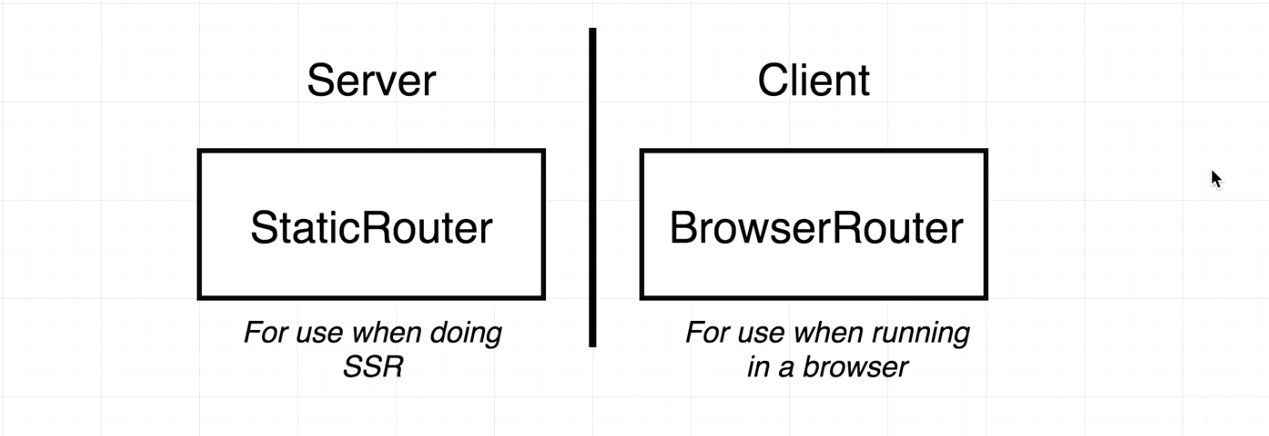 Server
StaticRouter
For use when doing
SSR
Client
BrowserRouter
For use when running
in a browser